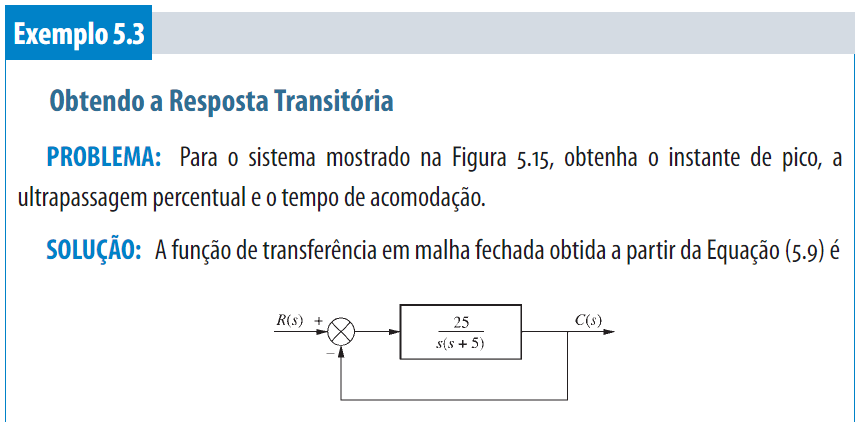 Exemplo 5.3
Obtendo a Resposta Transitória
PROBLEMA: Para o sistema mostrado na Figura 5.15, obtenha o instante de pico, a
ultrapassagem percentual e o tempo de acomodação.
SOLUÇÃO: A função de transferência em malha fechada obtida a partir da Equação (5.9) é
R(s) + 25 C(s)
s(s + 5)
−